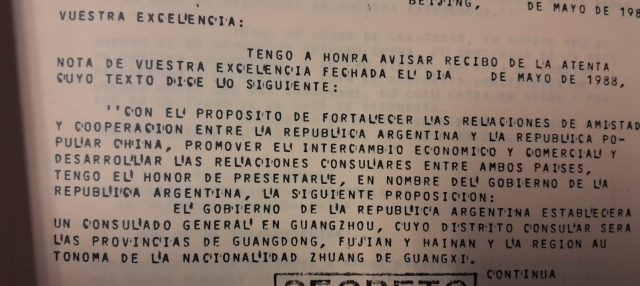 BEIJING,   DE MAYO DE 198
VUESTRA EXCELENCIA:
TENGO A HONRA AVISAR RECIBO DE LA ATENTA
NOTA DE VUESTRA EXCELENCIA FECHADA EL DIA   DE MAYO DE 1988,
CUYO TEXTO DICE LO SIGUIENTE:
''CON EL PROPOSITO DE FORTALECER LAS RELACIONES DE AMISTAD
Y COOPERACION ENTRE LA REPUBLICA ARGENTINA Y LA REPUBLICA PO-
PULAR CHINA, PROMOVER EL INTERCAMBIO ECONOMICO Y COMERCIAL Y
DESARROLLAR LAS RELACIONES CONSULARES ENTRE AMBOS PAISES,
TENGO EL HONOR DE PRESENTARLE, EN NOMBRE DEL GOBIERNO DE LA
REPUBLICA ARGENTINA, LA SIGUIENTE PROPOSICION:
EL GOBIERNO DE LA REPUBLICA ARGENTINA ESTABLECERA
UN CONSULADO GENERAL EN GUANGZHOU, CUYO DISTRITO CONSULAR SERA
LAS PROVINCIAS DE GUANGDONG, FUJIAN Y HAINAN Y LA REGION AU
TONOMA DE LA NACIONALIDAD ZHUANG DE GUANGXI.
CONTINUA
SECRETO